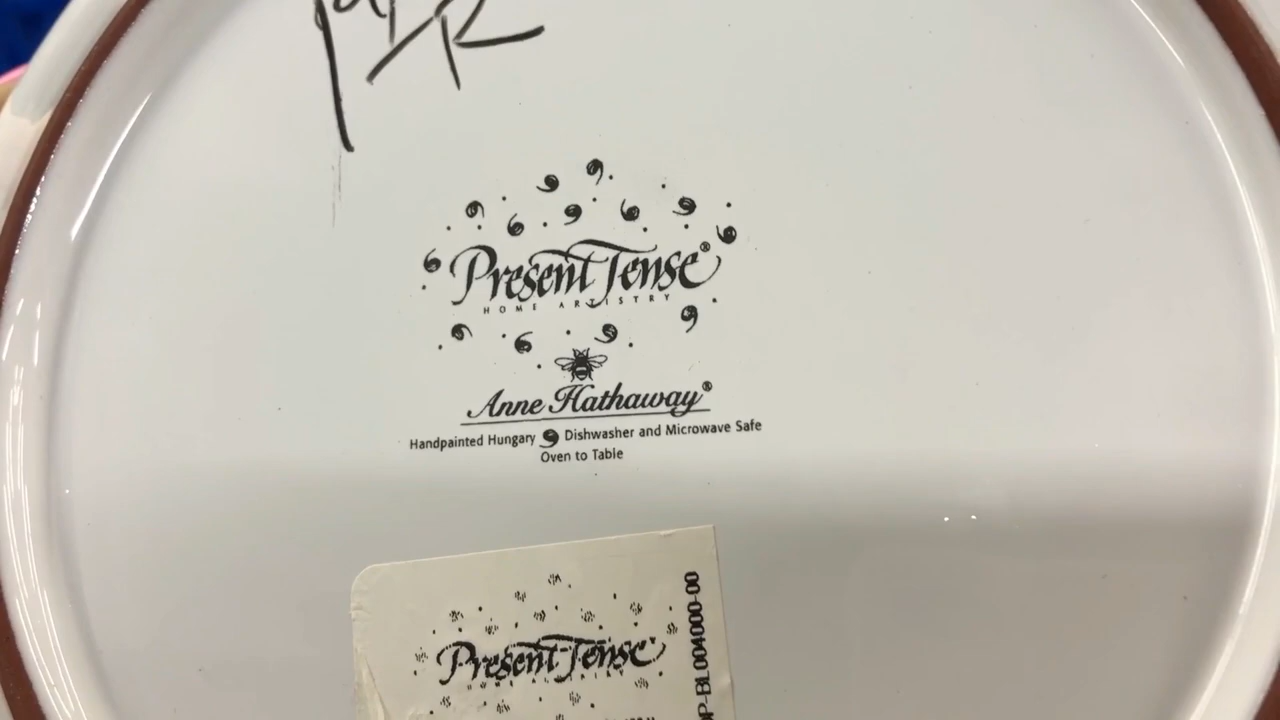 Present Tense®
HOME ARTISTRY
Anne Hathaway®
Handpainted Hungary Dishwasher and Microwave Safe
Oven to Table
Present Tense
P-BL004000-00